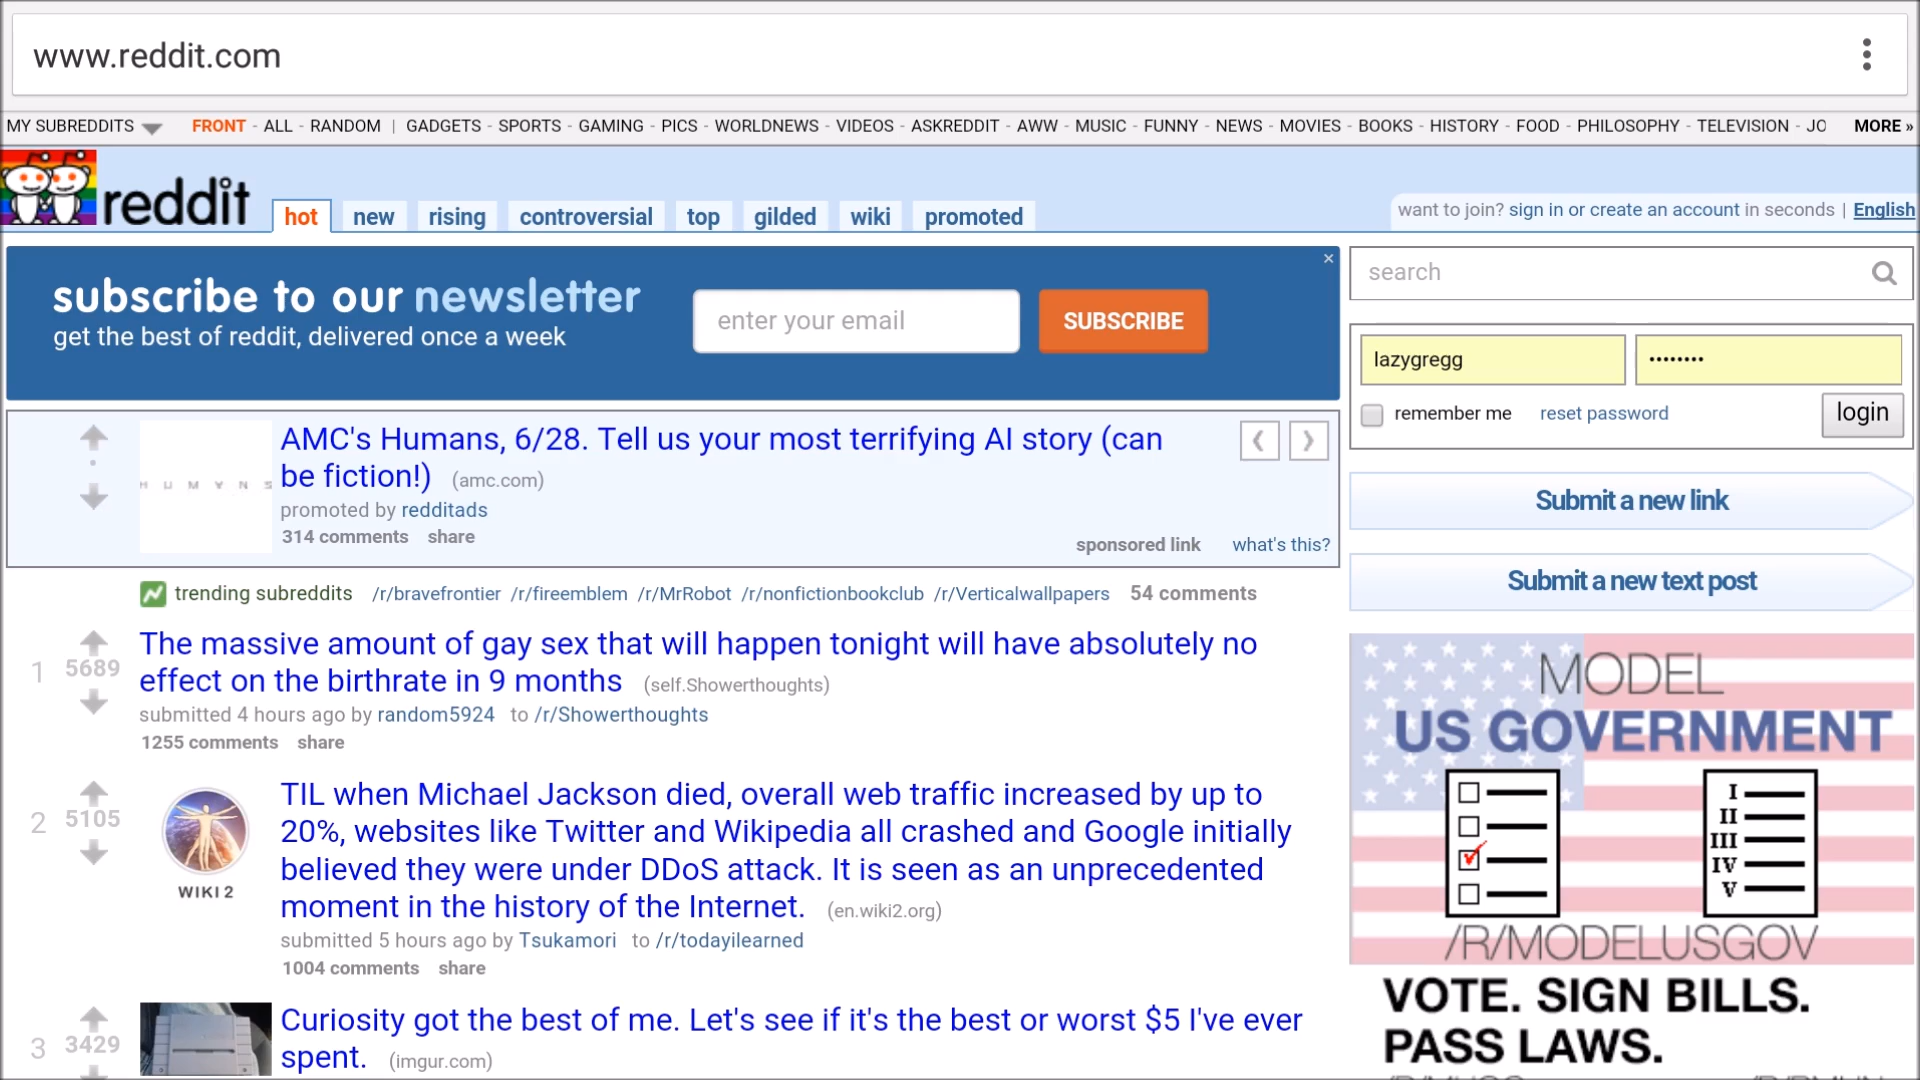 www.reddit.com
MY SUBREDDITS FRONT - ALL - RANDOM | GADGETS - SPORTS - GAMING - PICS - WORLDNEWS - VIDEOS - ASKREDDIT - AWW - MUSIC - FUNNY - NEWS - MOVIES - BOOKS - HISTORY - FOOD - PHILOSOPHY - TELEVISION - JO MORE »
reddit hot new rising controversial top gilded wiki promoted
want to join? sign in or create an account in seconds | English
subscribe to our newsletter
get the best of reddit, delivered once a week
enter your email
SUBSCRIBE
×
search
lazygregg ••••••••
remember me reset password login
Submit a new link
Submit a new text post
HUMVNS
AMC's Humans, 6/28. Tell us your most terrifying AI story (can
be fiction!) (amc.com)
promoted by redditads
314 comments share
sponsored link what's this?
trending subreddits /r/bravefrontier /r/fireemblem /r/MrRobot /r/nonfictionbookclub /r/Verticalwallpapers 54 comments
1 5689
The massive amount of gay sex that will happen tonight will have absolutely no
effect on the birthrate in 9 months (self.Showerthoughts)
submitted 4 hours ago by random5924 to /r/Showerthoughts
1255 comments share
2 5105
WIKI 2
TIL when Michael Jackson died, overall web traffic increased by up to
20%, websites like Twitter and Wikipedia all crashed and Google initially
believed they were under DDoS attack. It is seen as an unprecedented
moment in the history of the Internet. (en.wiki2.org)
submitted 5 hours ago by Tsukamori to /r/todayilearned
1004 comments share
3 3429
Curiosity got the best of me. Let's see if it's the best or worst $5 I've ever
spent. (imgur.com)
MODEL
US GOVERNMENT
I
II
III
IV
V
/R/MODELUSGOV
VOTE. SIGN BILLS.
PASS LAWS.